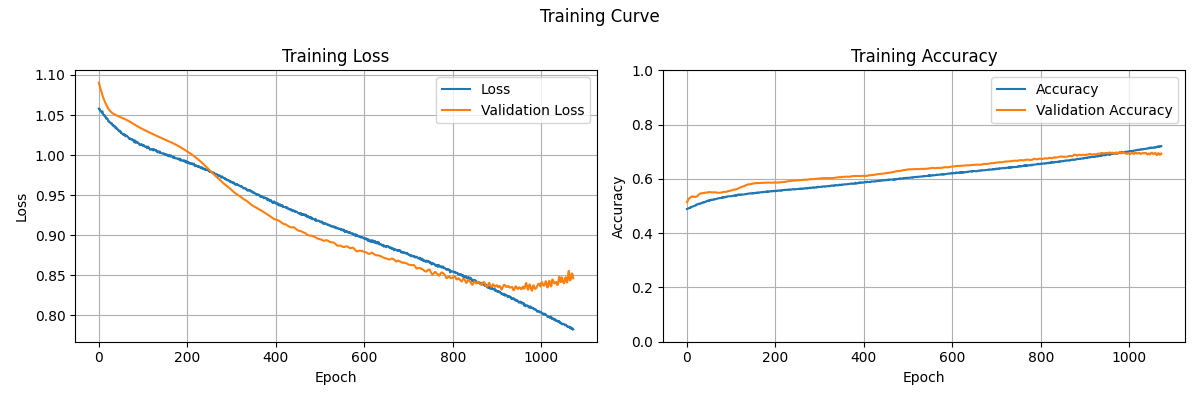 Training Curve
Training Loss
1.10
1.05
1.00
0.95
0.90
0.85
0.80
Loss
0
200
400
600
800
1000
Epoch
Loss
Validation Loss
Training Accuracy
1.0
0.8
0.6
0.4
0.2
0.0
Accuracy
0
200
400
600
800
1000
Epoch
Accuracy
Validation Accuracy